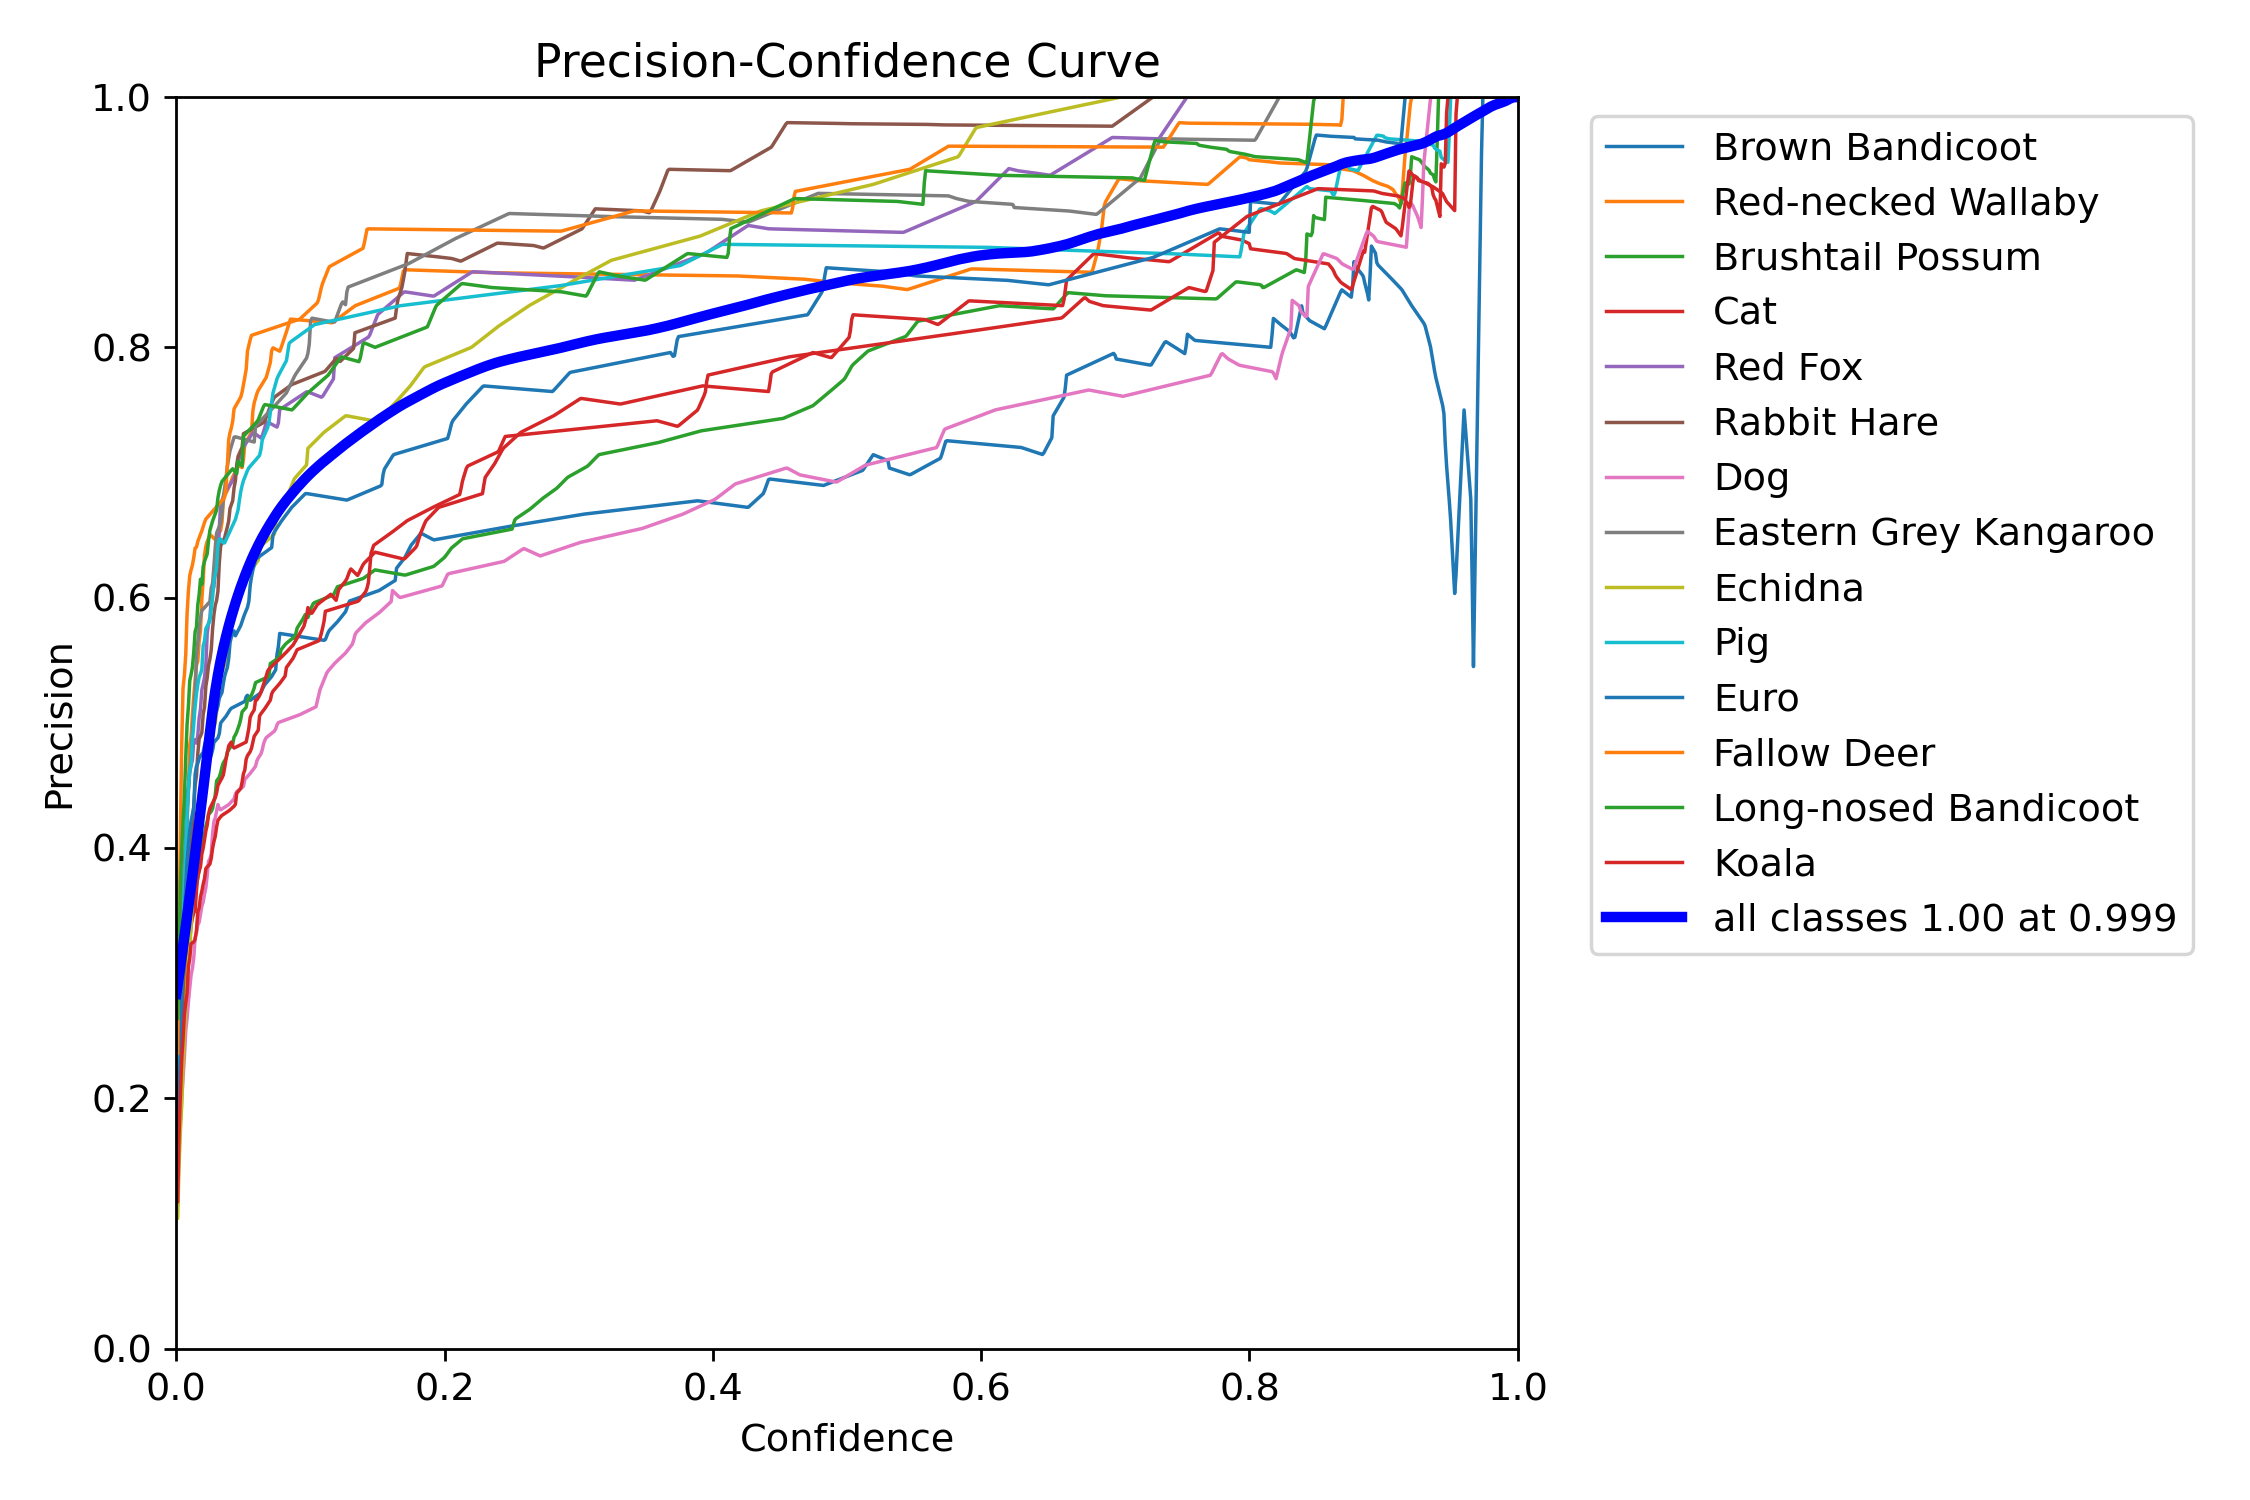 Precision-Confidence Curve
1.0
0.8
0.6
0.4
0.2
0.0
Precision
0.0 0.2 0.4 0.6 0.8 1.0
Confidence
Brown Bandicoot
Red-necked Wallaby
Brushtail Possum
Cat
Red Fox
Rabbit Hare
Dog
Eastern Grey Kangaroo
Echidna
Pig
Euro
Fallow Deer
Long-nosed Bandicoot
Koala
all classes 1.00 at 0.999